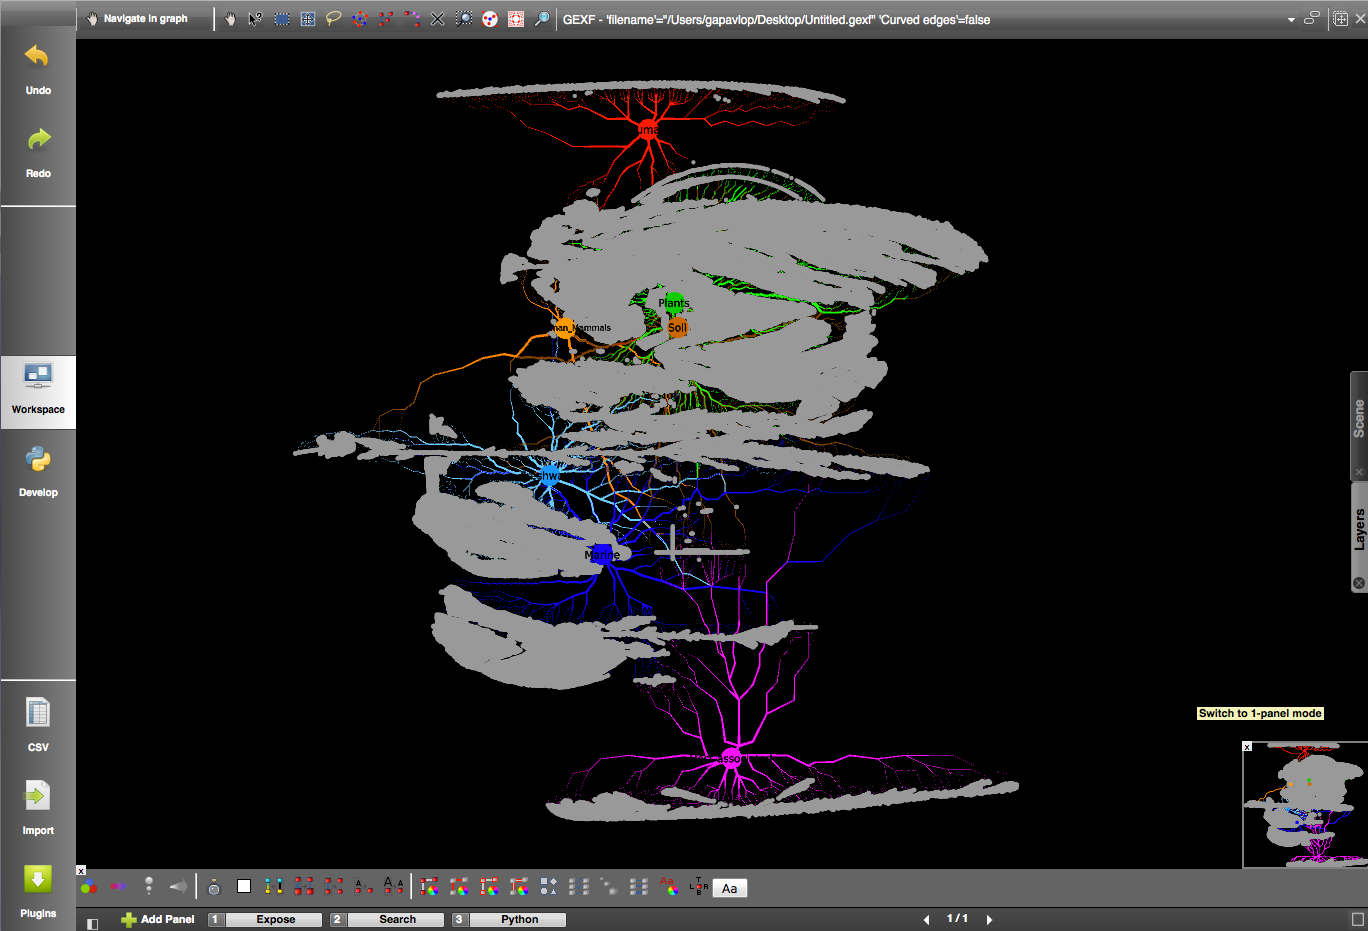 Navigate in graph
GEXF - 'filename'="/Users/gapavlop/Desktop/Untitled.gexf" 'Curved edges'=false
Undo
Redo
Workspace
Develop
CSV
Import
Plugins
Plants
Soil
Marine
Scene
Layers
Switch to 1-panel mode
x
x
Aa
Add Panel
1
Expose
2
Search
3
Python
1 / 1